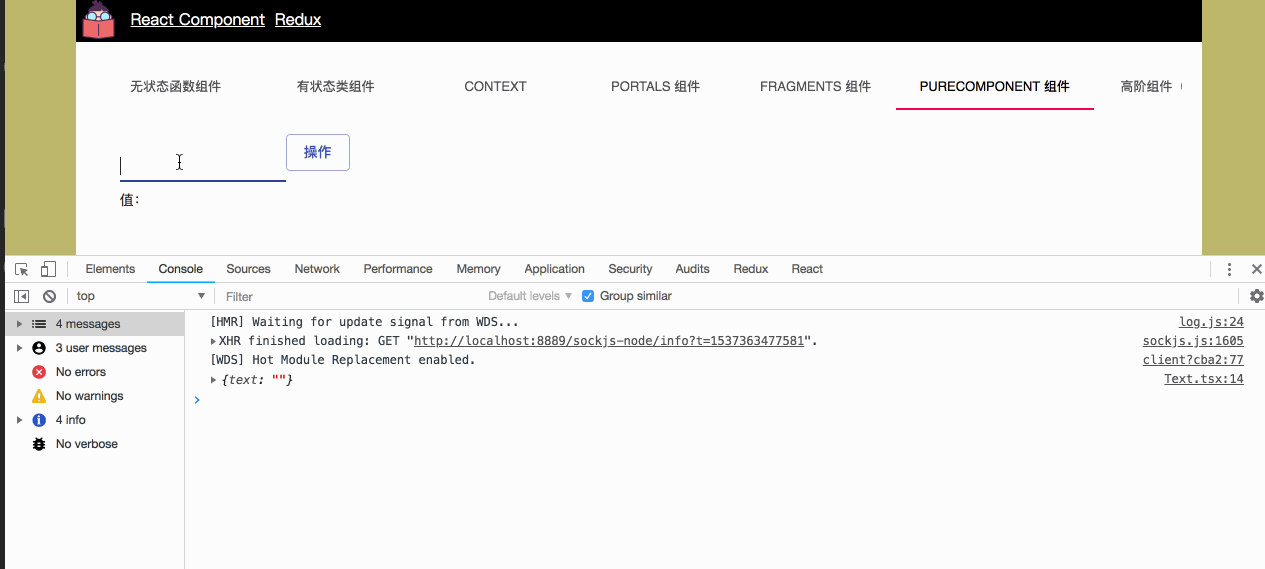 React Component Redux
无状态函数组件 有状态类组件 CONTEXT PORTALS 组件 FRAGMENTS 组件 PURECOMPONENT 组件 高阶组件
操作
值：
Elements Console Sources Network Performance Memory Application Security Audits Redux React
top Filter Default levels Group similar
4 messages
3 user messages
No errors
No warnings
4 info
No verbose
[HMR] Waiting for update signal from WDS... log.js:24
XHR finished loading: GET "http://localhost:8889/sockjs-node/info?t=1537363477581". sockjs.js:1605
[WDS] Hot Module Replacement enabled. client?cba2:77
{text: ""} Text.tsx:14